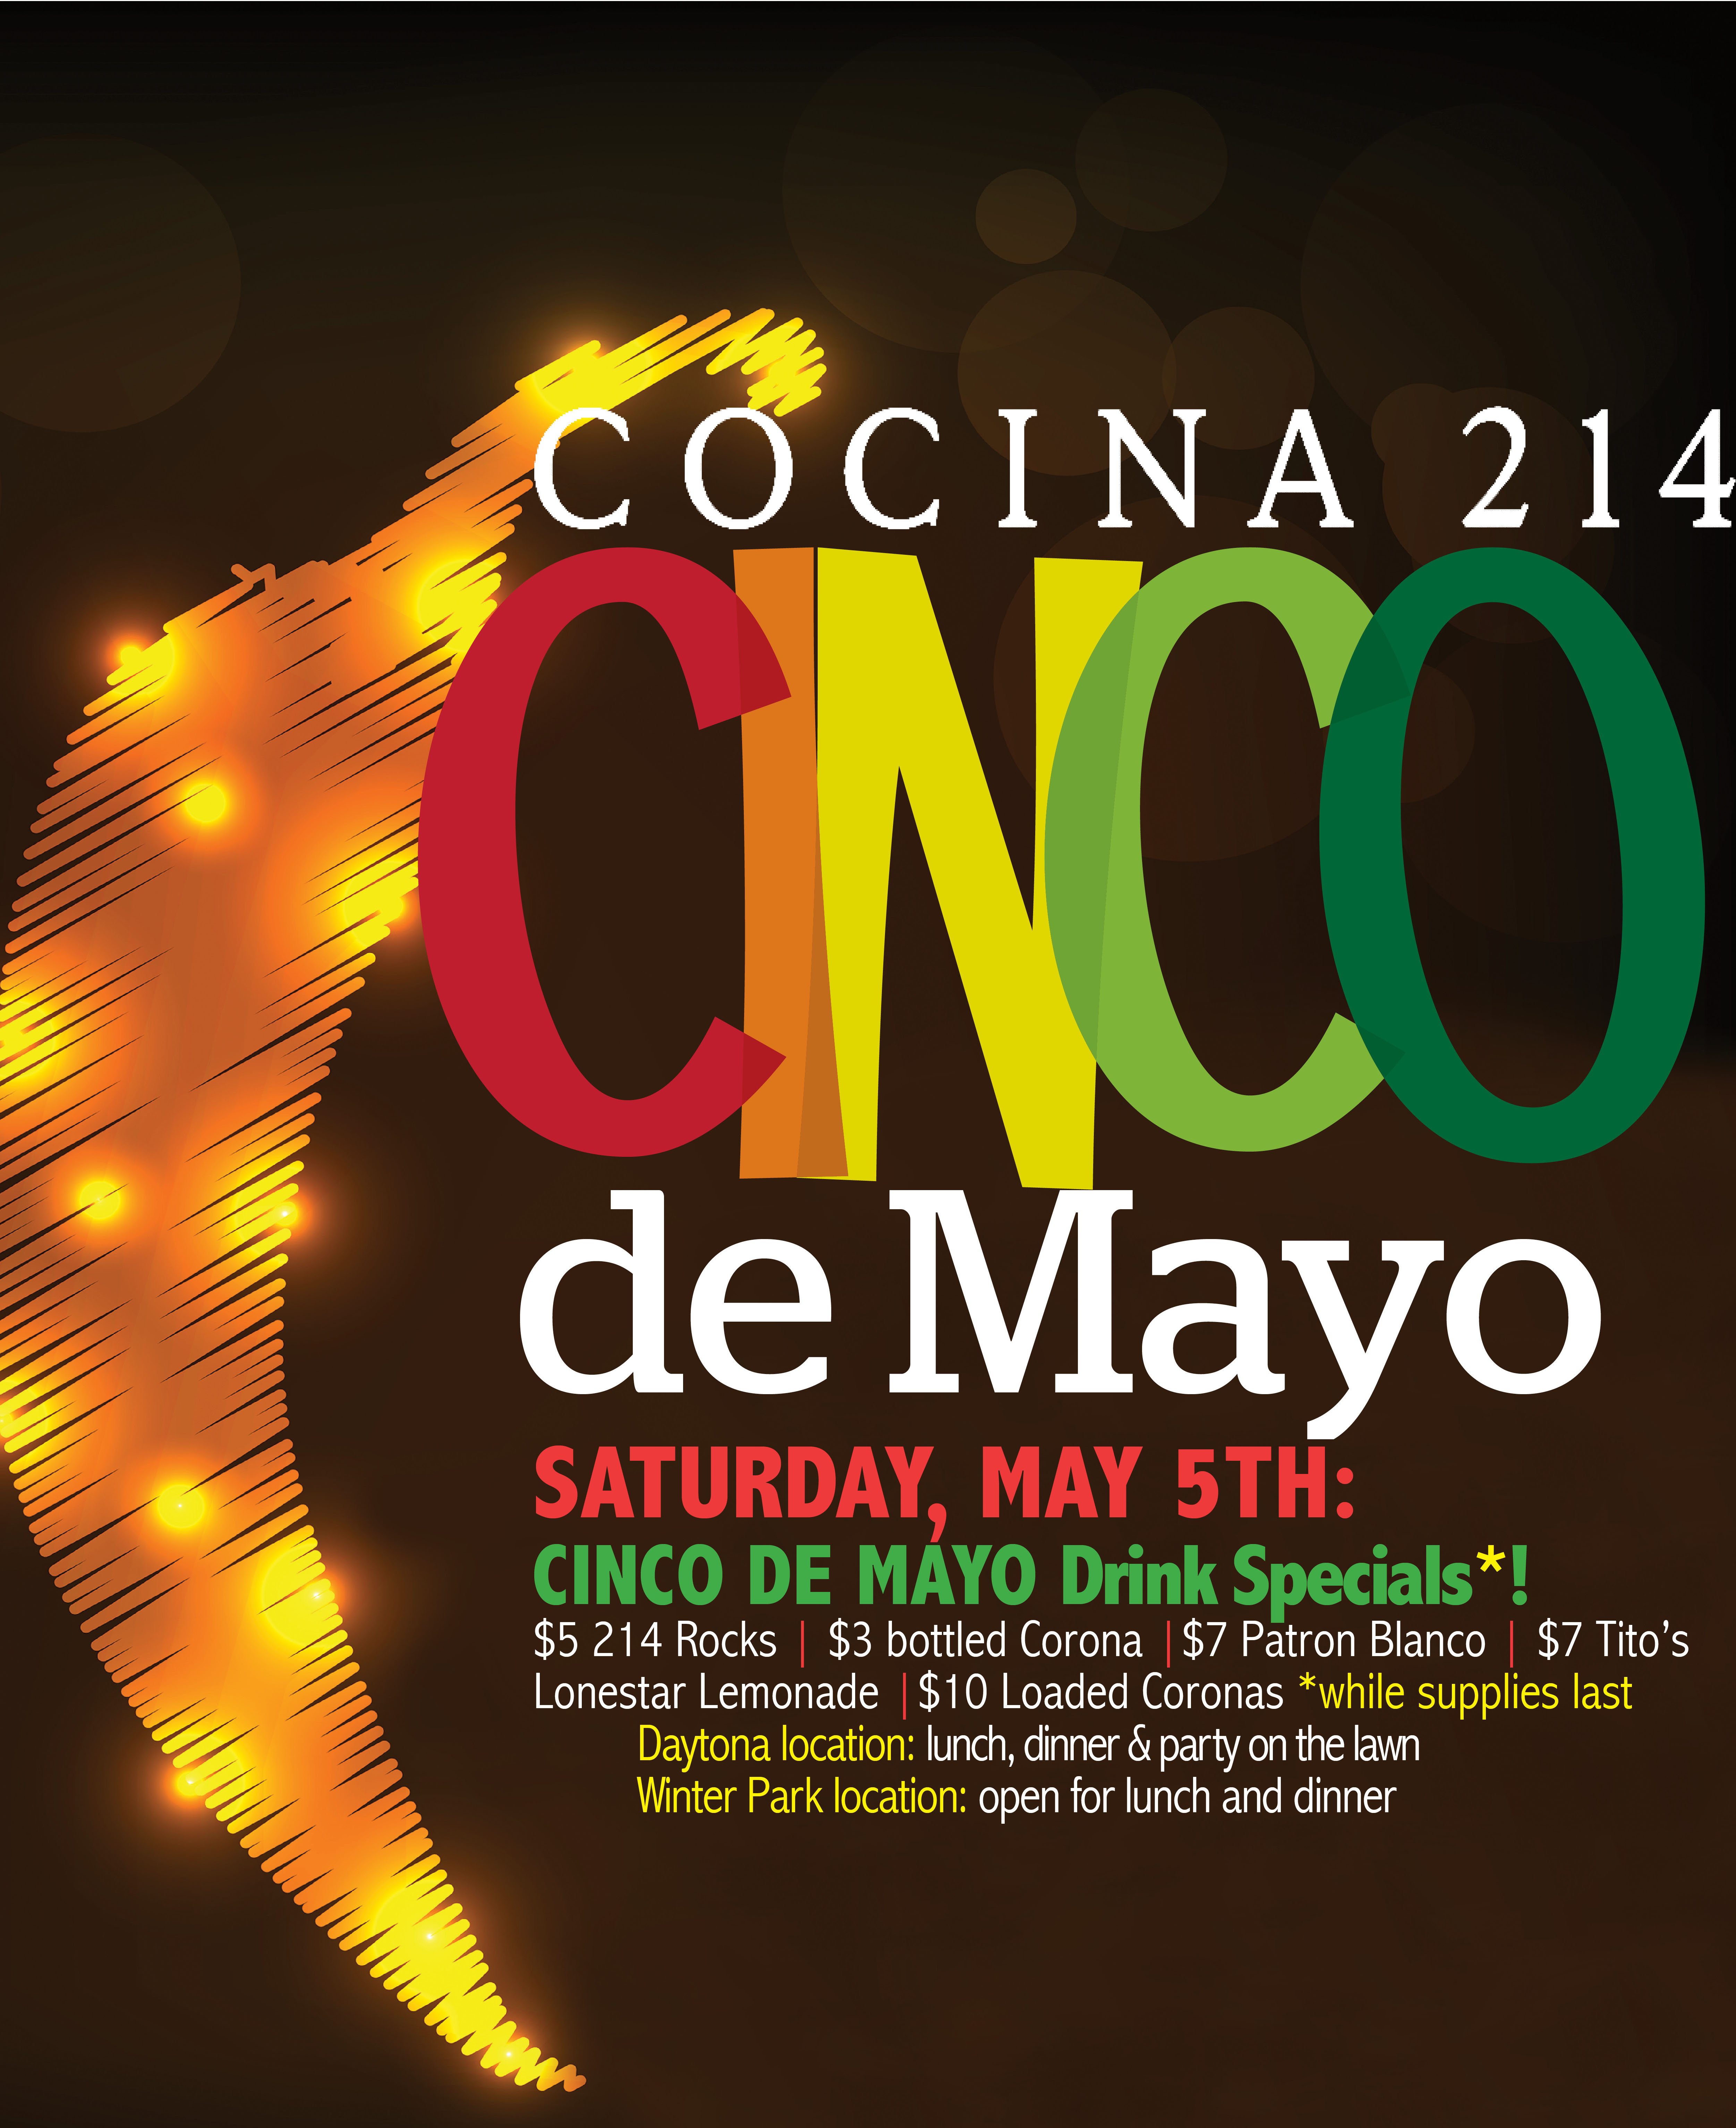 COCINA 214
CINCO
de Mayo
SATURDAY, MAY 5TH:
CINCO DE MAYO Drink Specials*!
$5 214 Rocks | $3 bottled Corona | $7 Patron Blanco | $7 Tito’s
Lonestar Lemonade | $10 Loaded Coronas *while supplies last
Daytona location: lunch, dinner & party on the lawn
Winter Park location: open for lunch and dinner